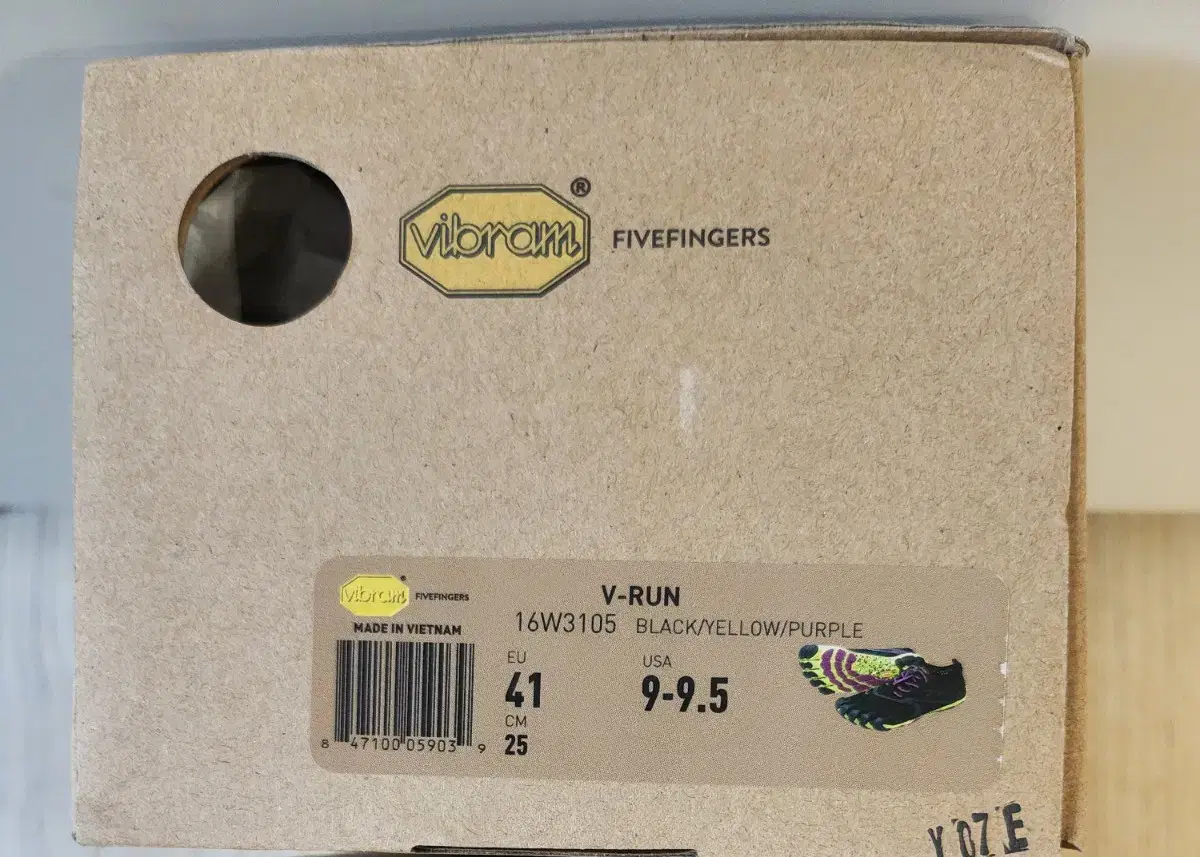 vibram® FIVEFINGERS
vibram FIVEFINGERS
V-RUN
MADE IN VIETNAM
16W3105 BLACK/YELLOW/PURPLE
EU
41
USA
9-9.5
CM
25
8 47100 05903 9